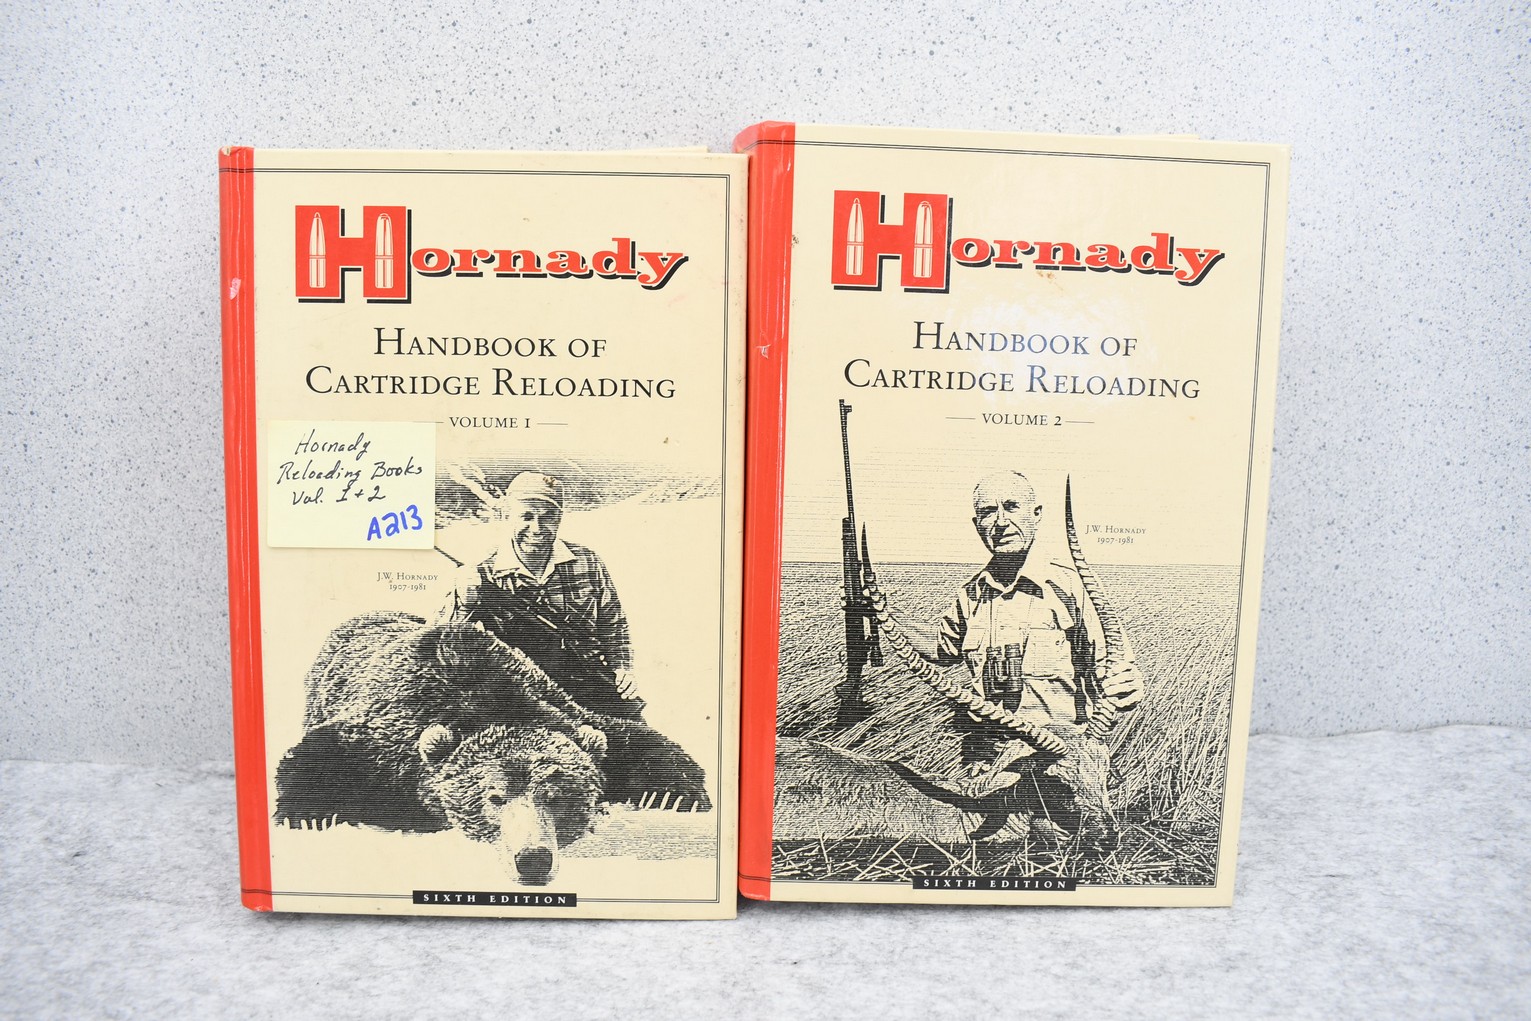 Hornady
HANDBOOK OF
CARTRIDGE RELOADING
VOLUME 1
Hornady
Reloading Books
Vol. 1 + 2
A213
J.W. HORNADY
1907-1981
SIXTH EDITION
Hornady
HANDBOOK OF
CARTRIDGE RELOADING
VOLUME 2
J.W. HORNADY
1907-1981
SIXTH EDITION